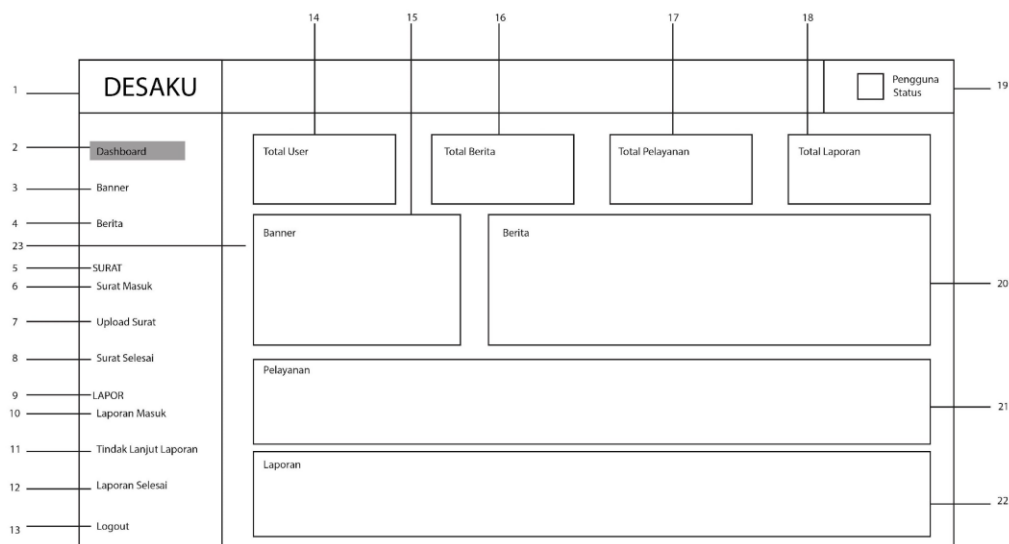 14 15 16 17 18
1 DESAKU Pengguna 19
Status
2 Dashboard Total User Total Berita Total Pelayanan Total Laporan
3 Banner
4 Berita Banner Berita
23
5 SURAT
6 Surat Masuk 20
7 Upload Surat
8 Surat Selesai
Pelayanan
9 LAPOR
10 Laporan Masuk 21
11 Tindak Lanjut Laporan
Laporan
12 Laporan Selesai
22
13 Logout